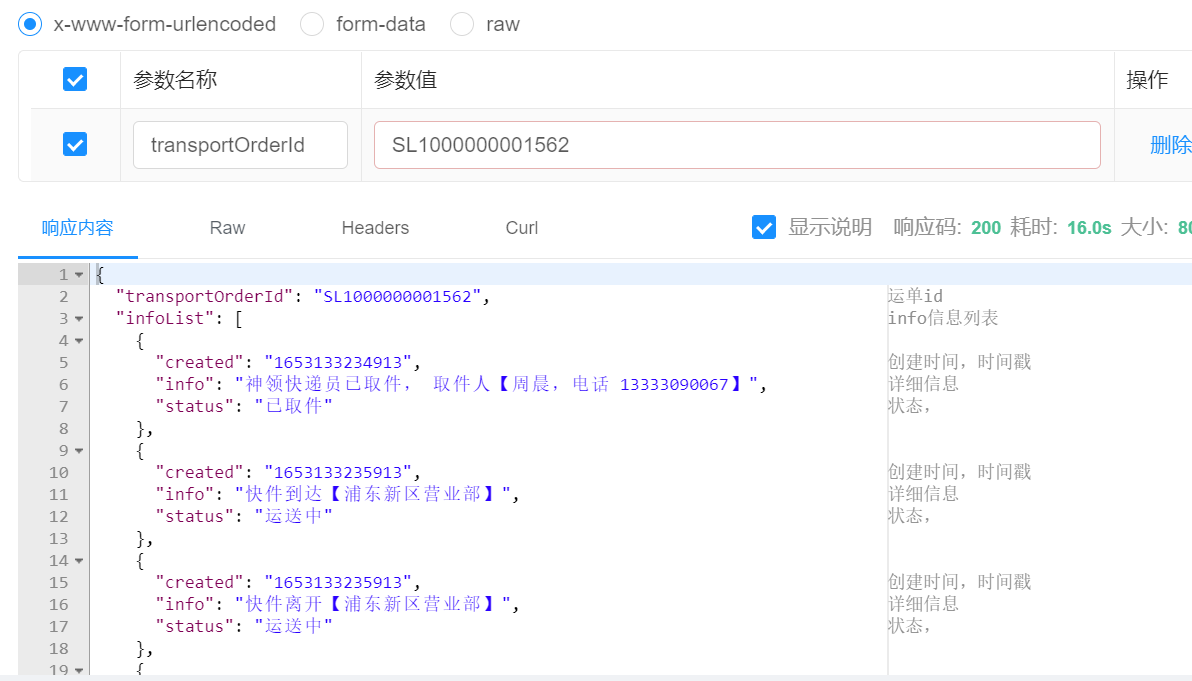 x-www-form-urlencoded form-data raw
参数名称 参数值 操作
transportOrderId SL1000000001562 删除
响应内容 Raw Headers Curl 显示说明 响应码: 200 耗时: 16.0s 大小: 80
1 {
2 "transportOrderId": "SL1000000001562", 运单id
3 "infoList": [ info信息列表
4 {
5 "created": "1653133234913", 创建时间，时间戳
6 "info": "神领快递员已取件， 取件人【周晨，电话 13333090067】", 详细信息
7 "status": "已取件" 状态，
8 },
9 {
10 "created": "1653133235913", 创建时间，时间戳
11 "info": "快件到达【浦东新区营业部】", 详细信息
12 "status": "运送中" 状态，
13 },
14 {
15 "created": "1653133235913", 创建时间，时间戳
16 "info": "快件离开【浦东新区营业部】", 详细信息
17 "status": "运送中" 状态，
18 },
19 {